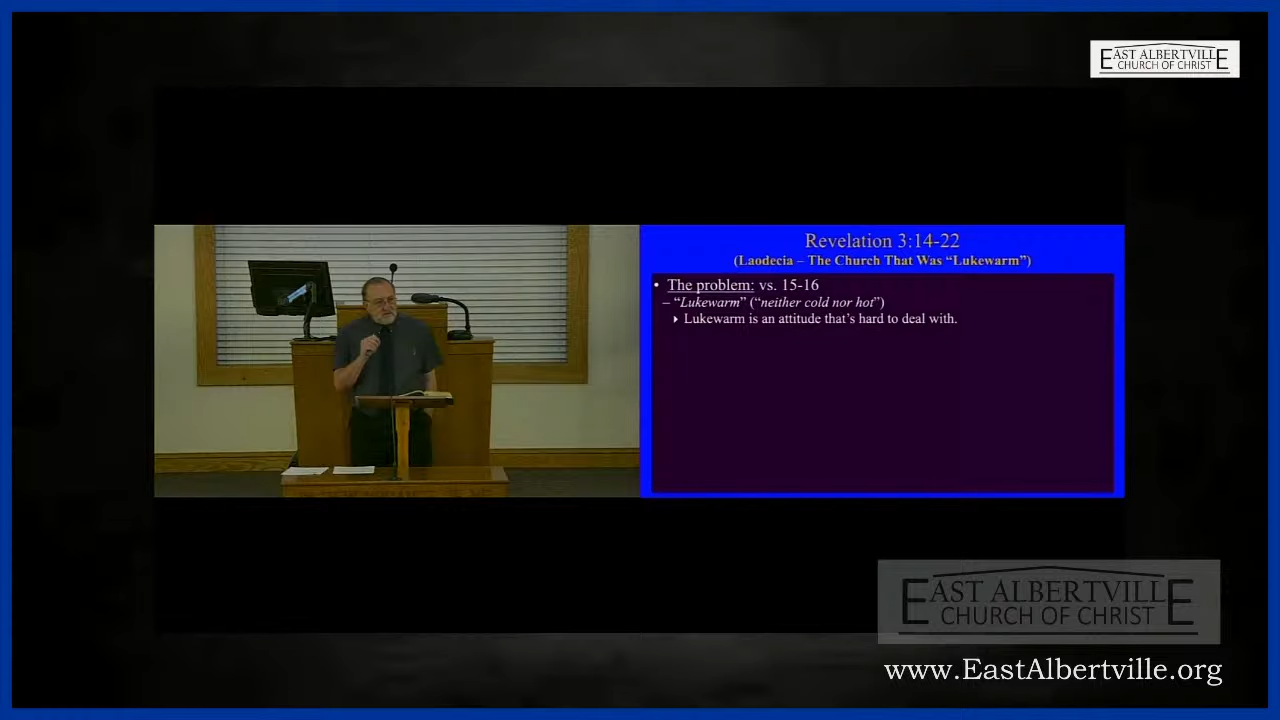 EAST ALBERTVILLE
CHURCH OF CHRIST
Revelation 3:14-22
(Laodecia – The Church That Was “Lukewarm”)
• The problem: vs. 15-16
– “Lukewarm” (“neither cold nor hot”)
Lukewarm is an attitude that’s hard to deal with.
EAST ALBERTVILLE
CHURCH OF CHRIST
www.EastAlbertville.org